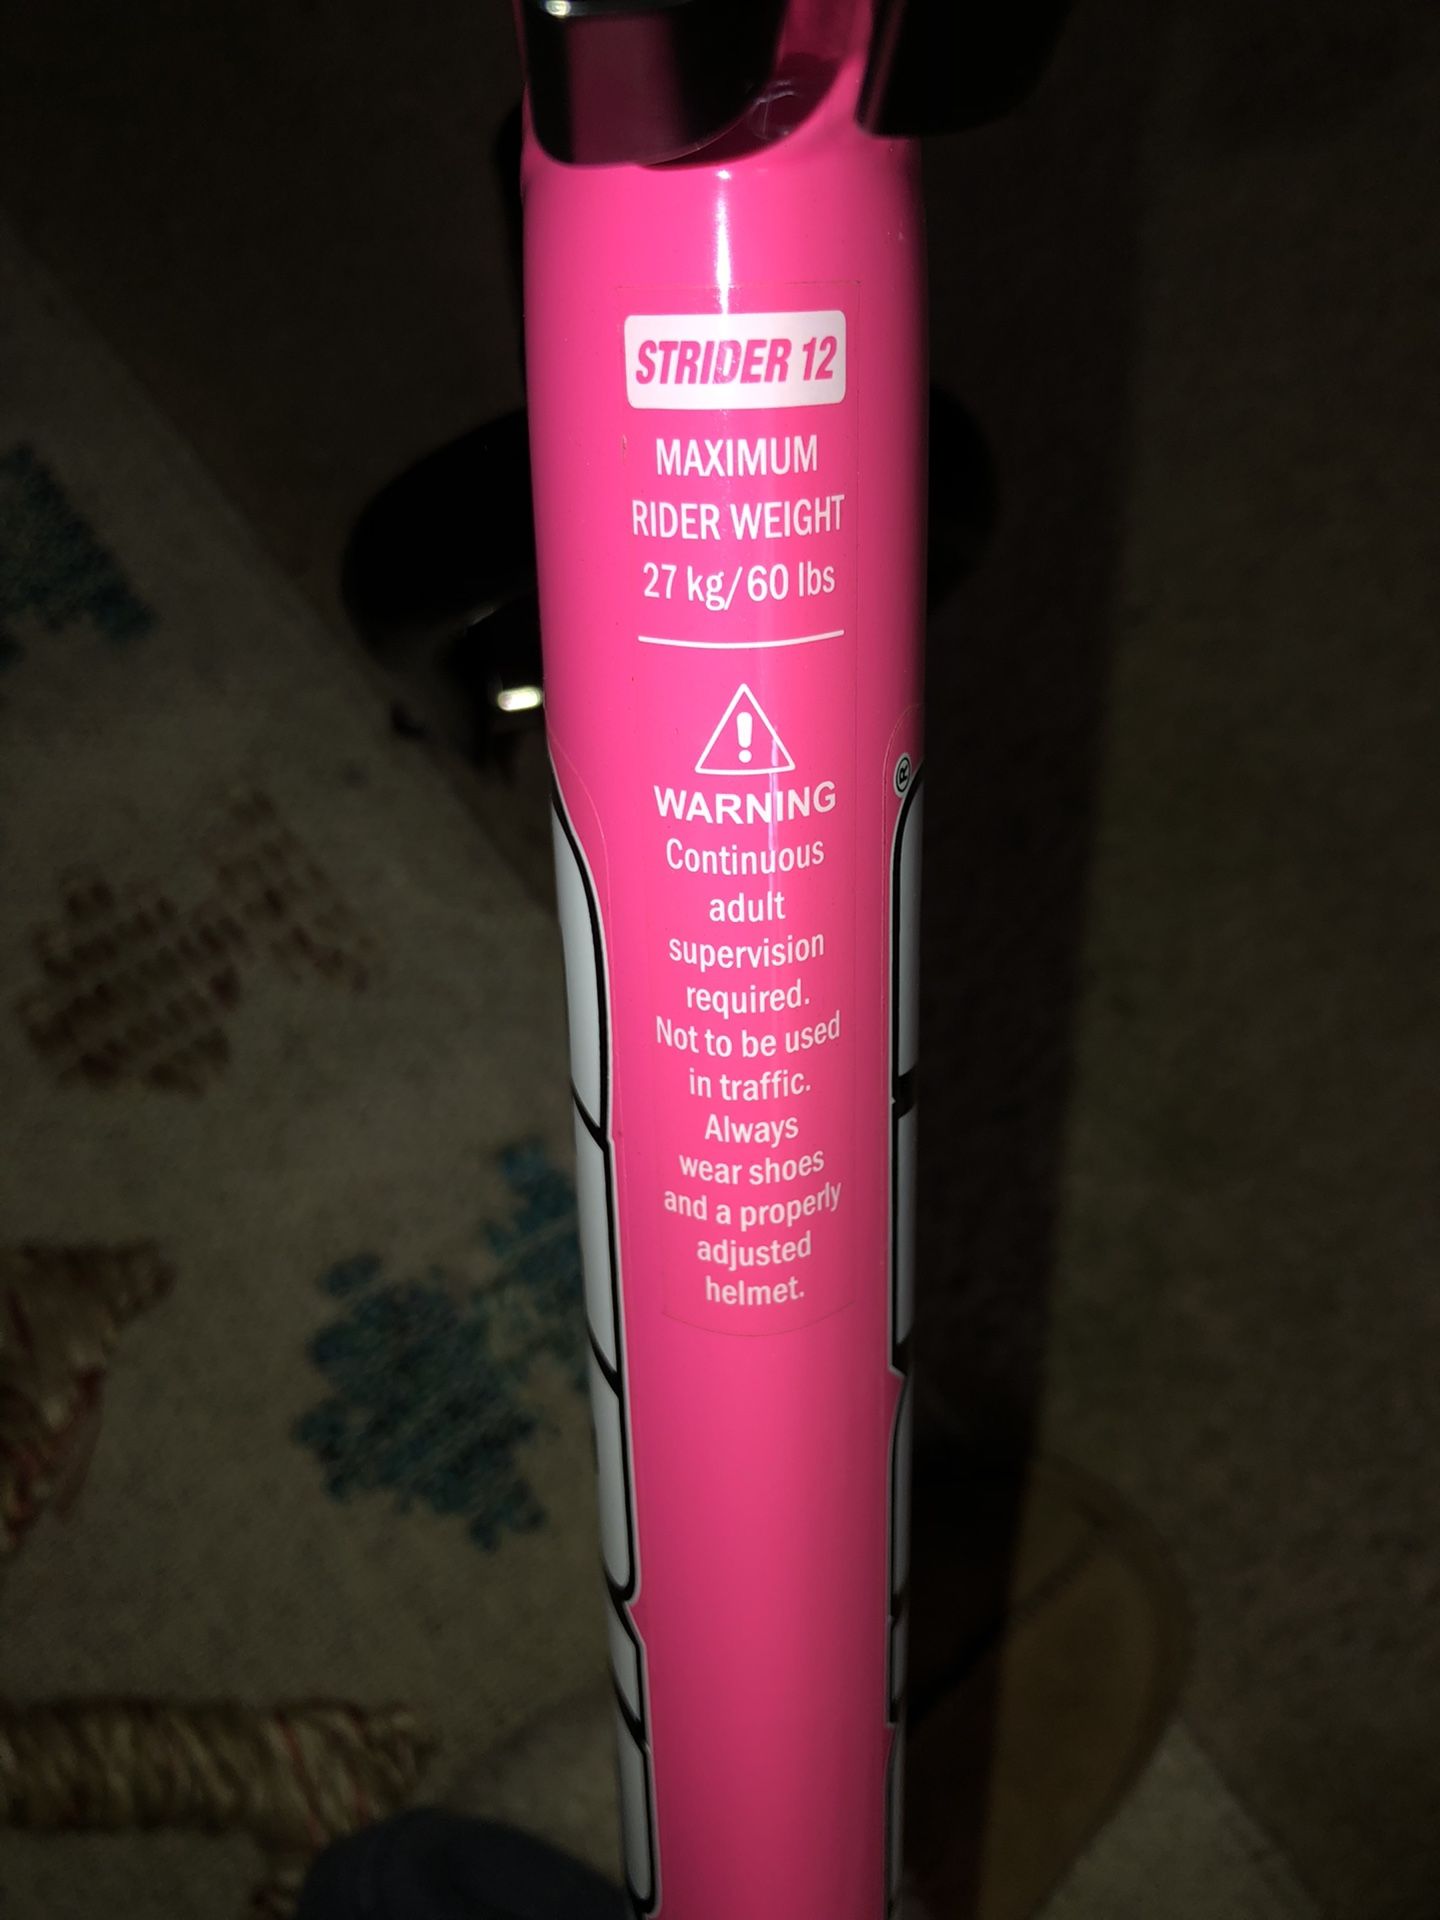 STRIDER 12
MAXIMUM
RIDER WEIGHT
27 kg/60 lbs
WARNING
Continuous
adult
supervision
required.
Not to be used
in traffic.
Always
wear shoes
and a properly
adjusted
helmet.
®